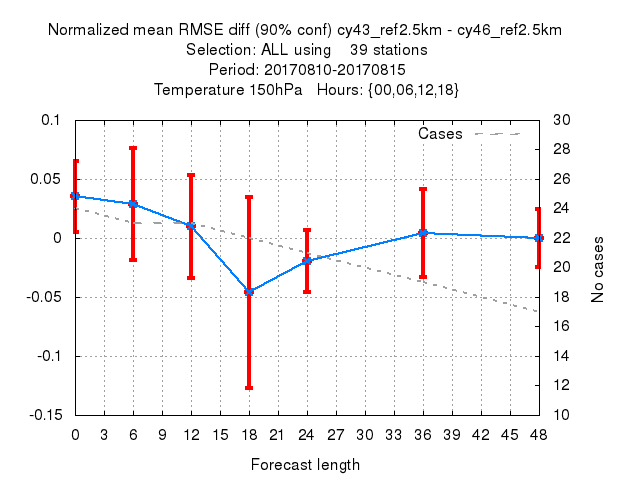 Normalized mean RMSE diff (90% conf) cy43_ref2.5km - cy46_ref2.5km
Selection: ALL using 39 stations
Period: 20170810-20170815
Temperature 150hPa Hours: {00,06,12,18}
Cases
0.1
0.05
0
-0.05
-0.1
-0.15
30
28
26
24
22
20
18
16
14
12
10
No cases
0 3 6 9 12 15 18 21 24 27 30 33 36 39 42 45 48
Forecast length